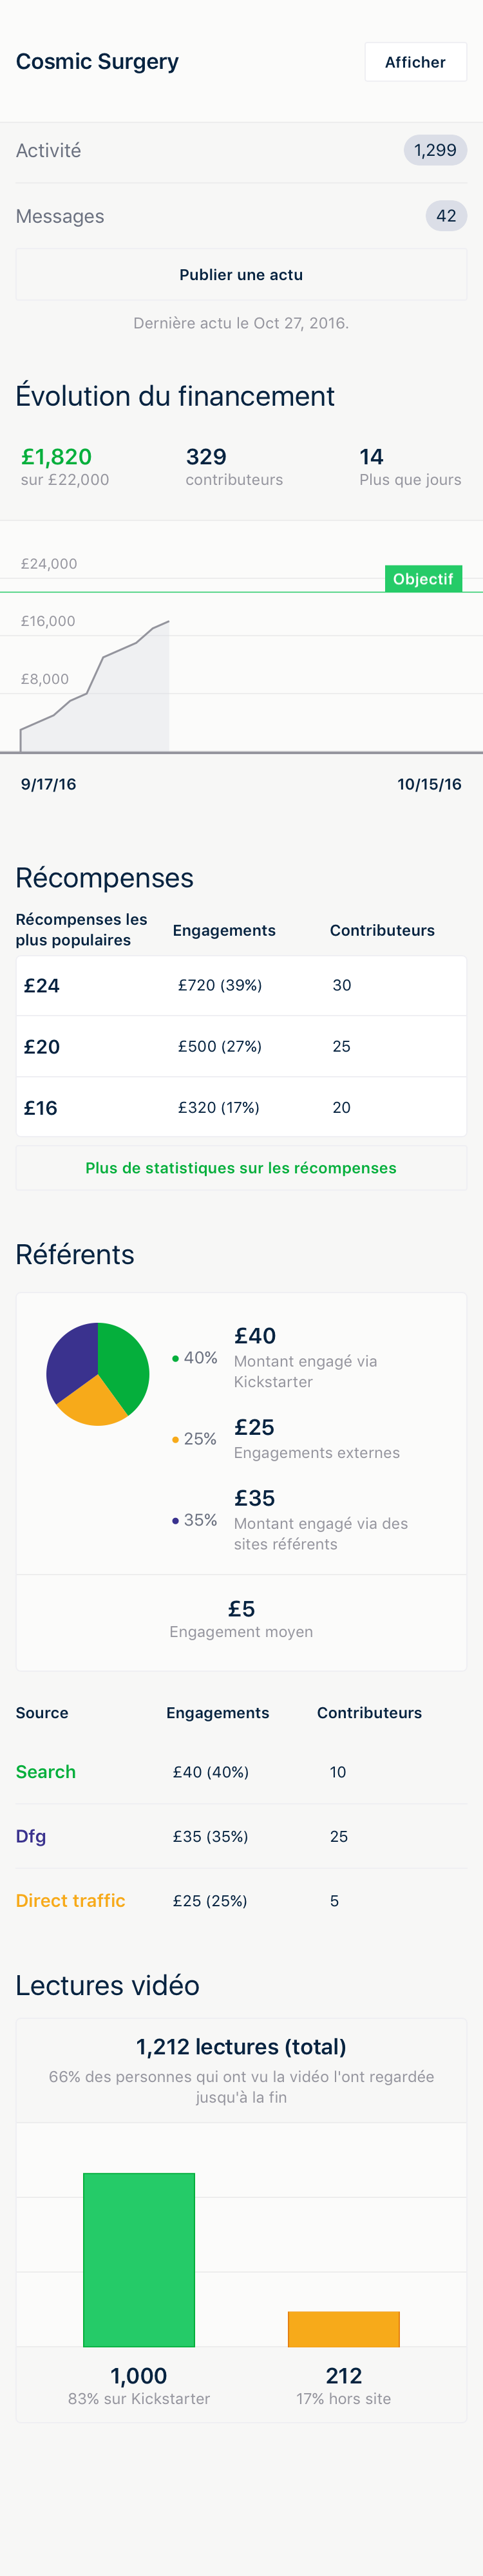 Cosmic Surgery
Afficher
Activité
1,299
Messages
42
Publier une actu
Dernière actu le Oct 27, 2016.
Évolution du financement
£1,820
329
14
sur £22,000
contributeurs
Plus que jours
£24,000
Objectif
£16,000
£8,000
9/17/16
10/15/16
Récompenses
Récompenses les
plus populaires
Engagements
Contributeurs
£24
£720 (39%)
30
£20
£500 (27%)
25
£16
£320 (17%)
20
Plus de statistiques sur les récompenses
Référents
40%
£40
Montant engagé via
Kickstarter
25%
£25
Engagements externes
35%
£35
Montant engagé via des
sites référents
£5
Engagement moyen
Source
Engagements
Contributeurs
Search
£40 (40%)
10
Dfg
£35 (35%)
25
Direct traffic
£25 (25%)
5
Lectures vidéo
1,212 lectures (total)
66% des personnes qui ont vu la vidéo l'ont regardée
jusqu'à la fin
1,000
212
83% sur Kickstarter
17% hors site